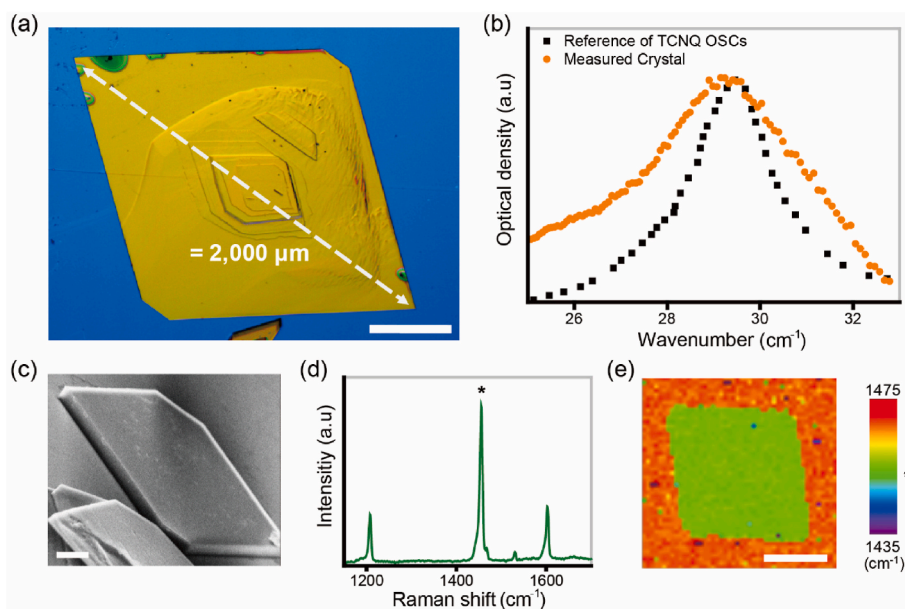 (a)
= 2,000 µm
(b)
Reference of TCNQ OSCs
Measured Crystal
Optical density (a.u)
26 28 30 32
Wavenumber (cm⁻¹)
(c)
(d)
*
Intensitiy (a.u)
1200 1400 1600
Raman shift (cm⁻¹)
(e)
1475
1435
(cm⁻¹)